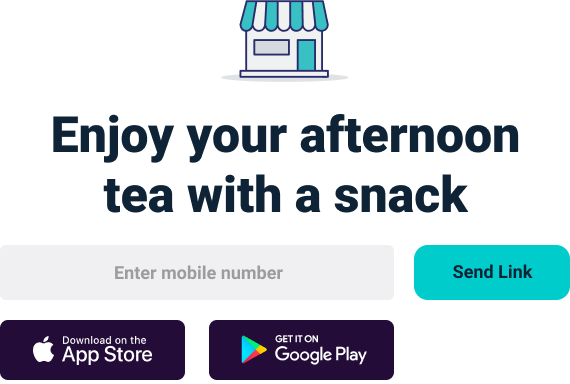 Enjoy your afternoon
tea with a snack
Enter mobile number
Send Link
Download on the
App Store
GET IT ON
Google Play